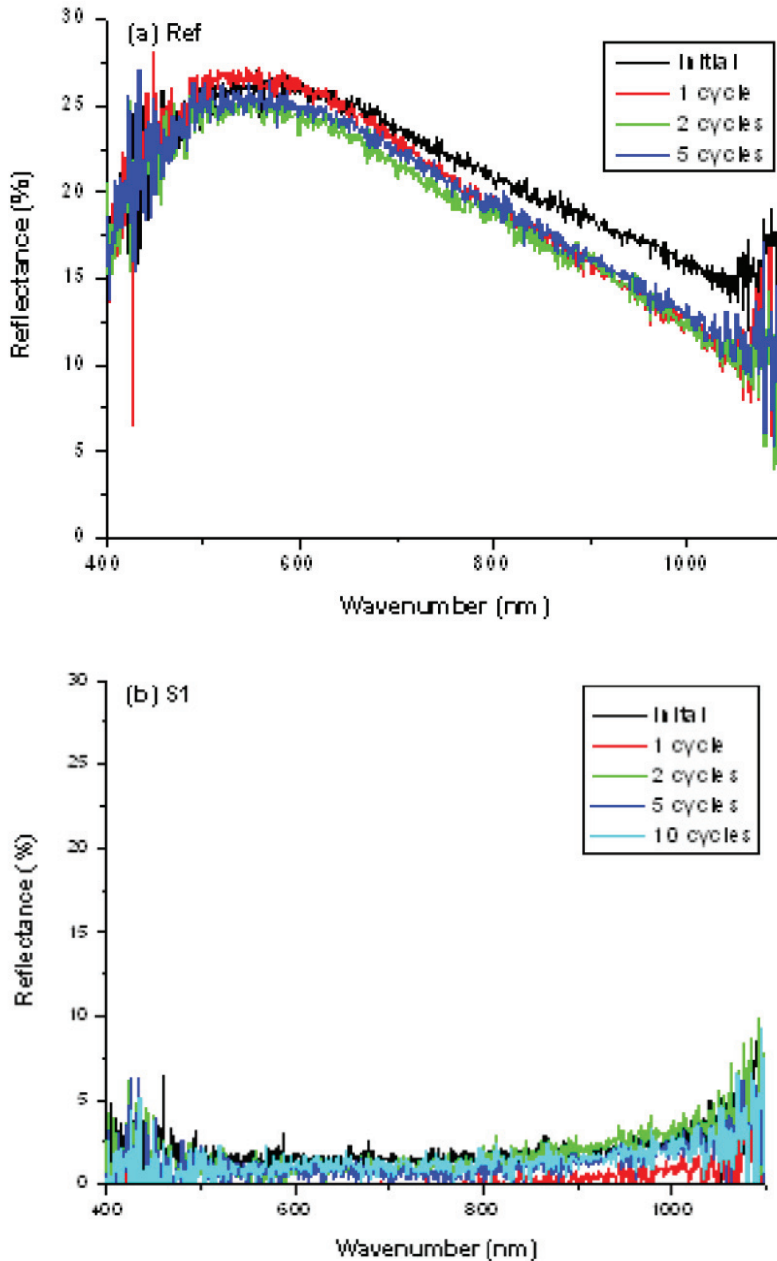 (a) Ref
Initial
1 cycle
2 cycles
5 cycles
30
25
20
15
10
5
0
Reflectance (%)
400
600
800
1000
Wavenumber (nm)
(b) S1
Inital
1 cycle
2 cycles
5 cycles
10 cycles
30
25
20
15
10
5
0
Reflectance (%)
400
600
800
1000
Wavenumber (nm)